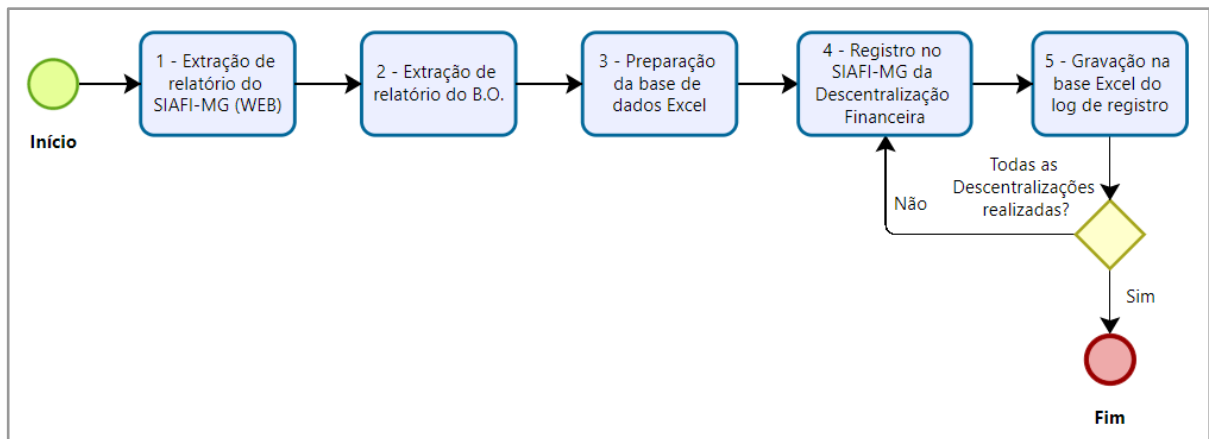 1 - Extração de
relatório do
SIAFI-MG (WEB)
2 - Extração de
relatório do B.O.
3 - Preparação
da base de
dados Excel
4 - Registro no
SIAFI-MG da
Descentralização
Financeira
5 - Gravação na
base Excel do
log de registro
Início
Todas as
Descentralizações
realizadas?
Não
Sim
Fim